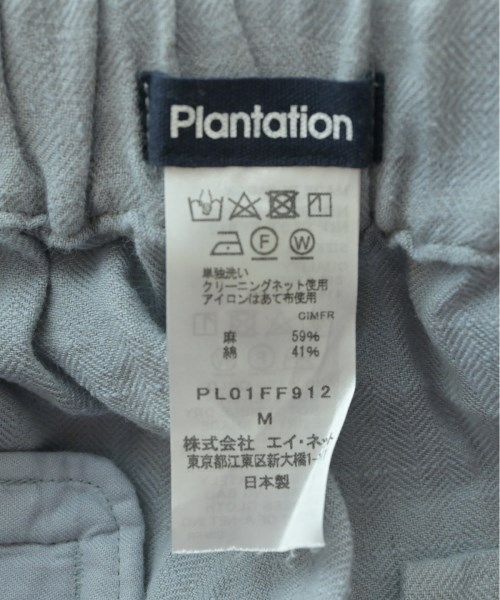 Plantation
F W
単独洗い
クリーニングネット使用
アイロンはあて布使用
CIMFR
麻 59%
綿 41%
PL01FF912
M
株式会社 エイ・ネット
東京都江東区新大橋1-
日本製